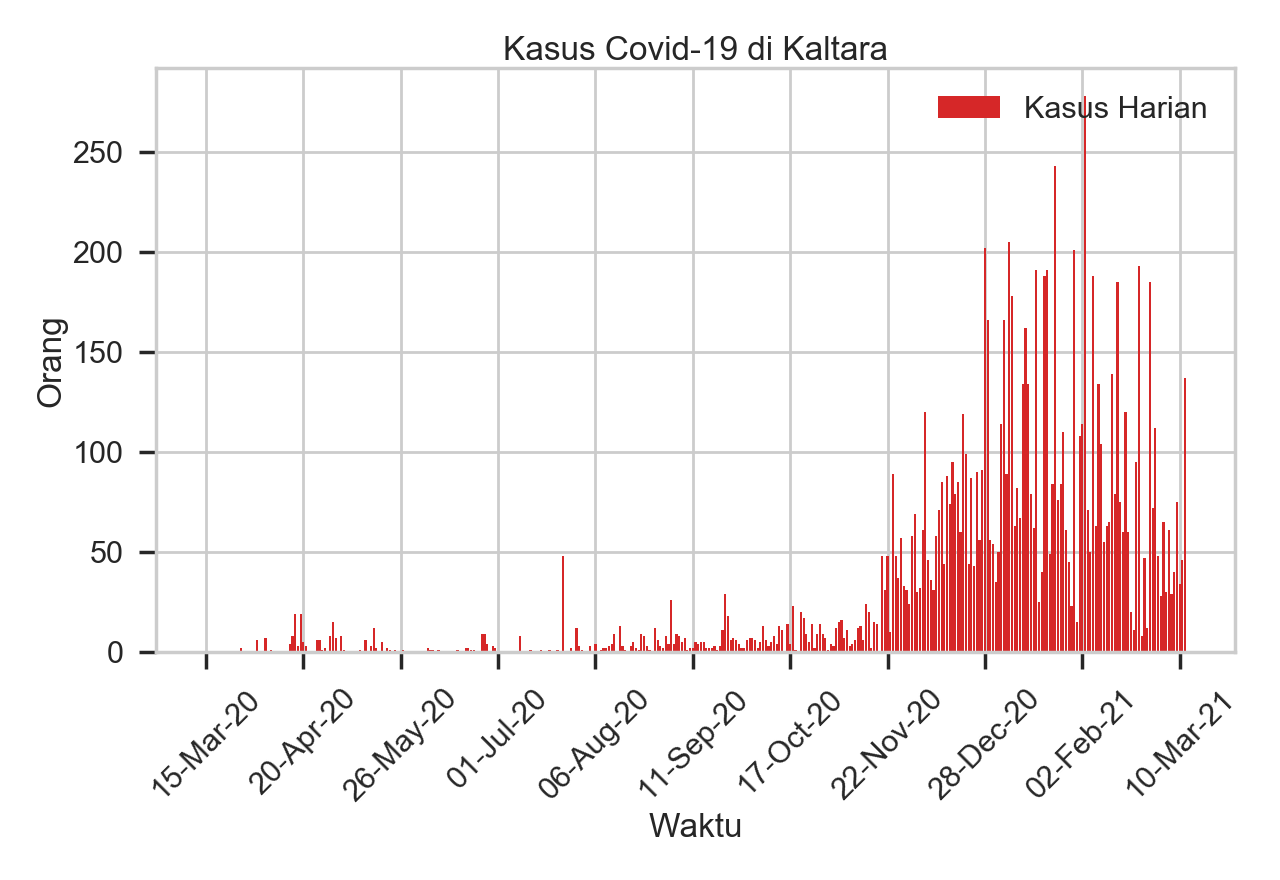 Kasus Covid-19 di Kaltara
Kasus Harian
250
200
150
100
50
0
Orang
15-Mar-20
20-Apr-20
26-May-20
01-Jul-20
06-Aug-20
11-Sep-20
17-Oct-20
22-Nov-20
28-Dec-20
02-Feb-21
10-Mar-21
Waktu